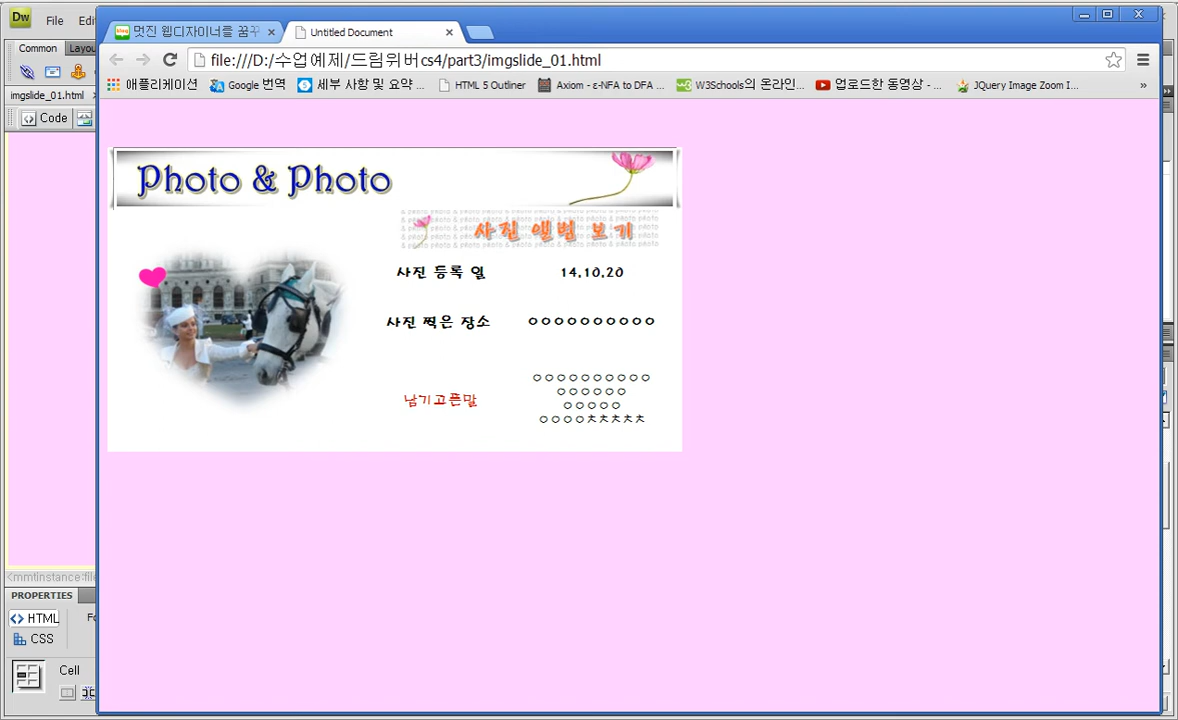 Dw File Edi
Common Layou
imgslide_01.html
Code
멋진 웹디자이너를 꿈꾸
Untitled Document
file:///D:/수업예제/드림위버cs4/part3/imgslide_01.html
애플리케이션 Google 번역 세부 사항 및 요약 ... HTML 5 Outliner Axiom - ε-NFA to DFA ... W3Schools의 온라인... 업로드한 동영상 - ... JQuery Image Zoom I... »
Photo & Photo
사진 앨범 보기
사진 등록 일 14.10.20
사진 찍은 장소 ㅇㅇㅇㅇㅇㅇㅇㅇㅇㅇ
ㅇㅇㅇㅇㅇㅇㅇㅇㅇㅇ
ㅇㅇㅇㅇㅇㅇ
남기고픈말
ㅇㅇㅇㅇㅇ
ㅇㅇㅇㅇㅊㅊㅊㅊㅊ
<mmtinstance:file
PROPERTIES
HTML Fo
CSS
Cell